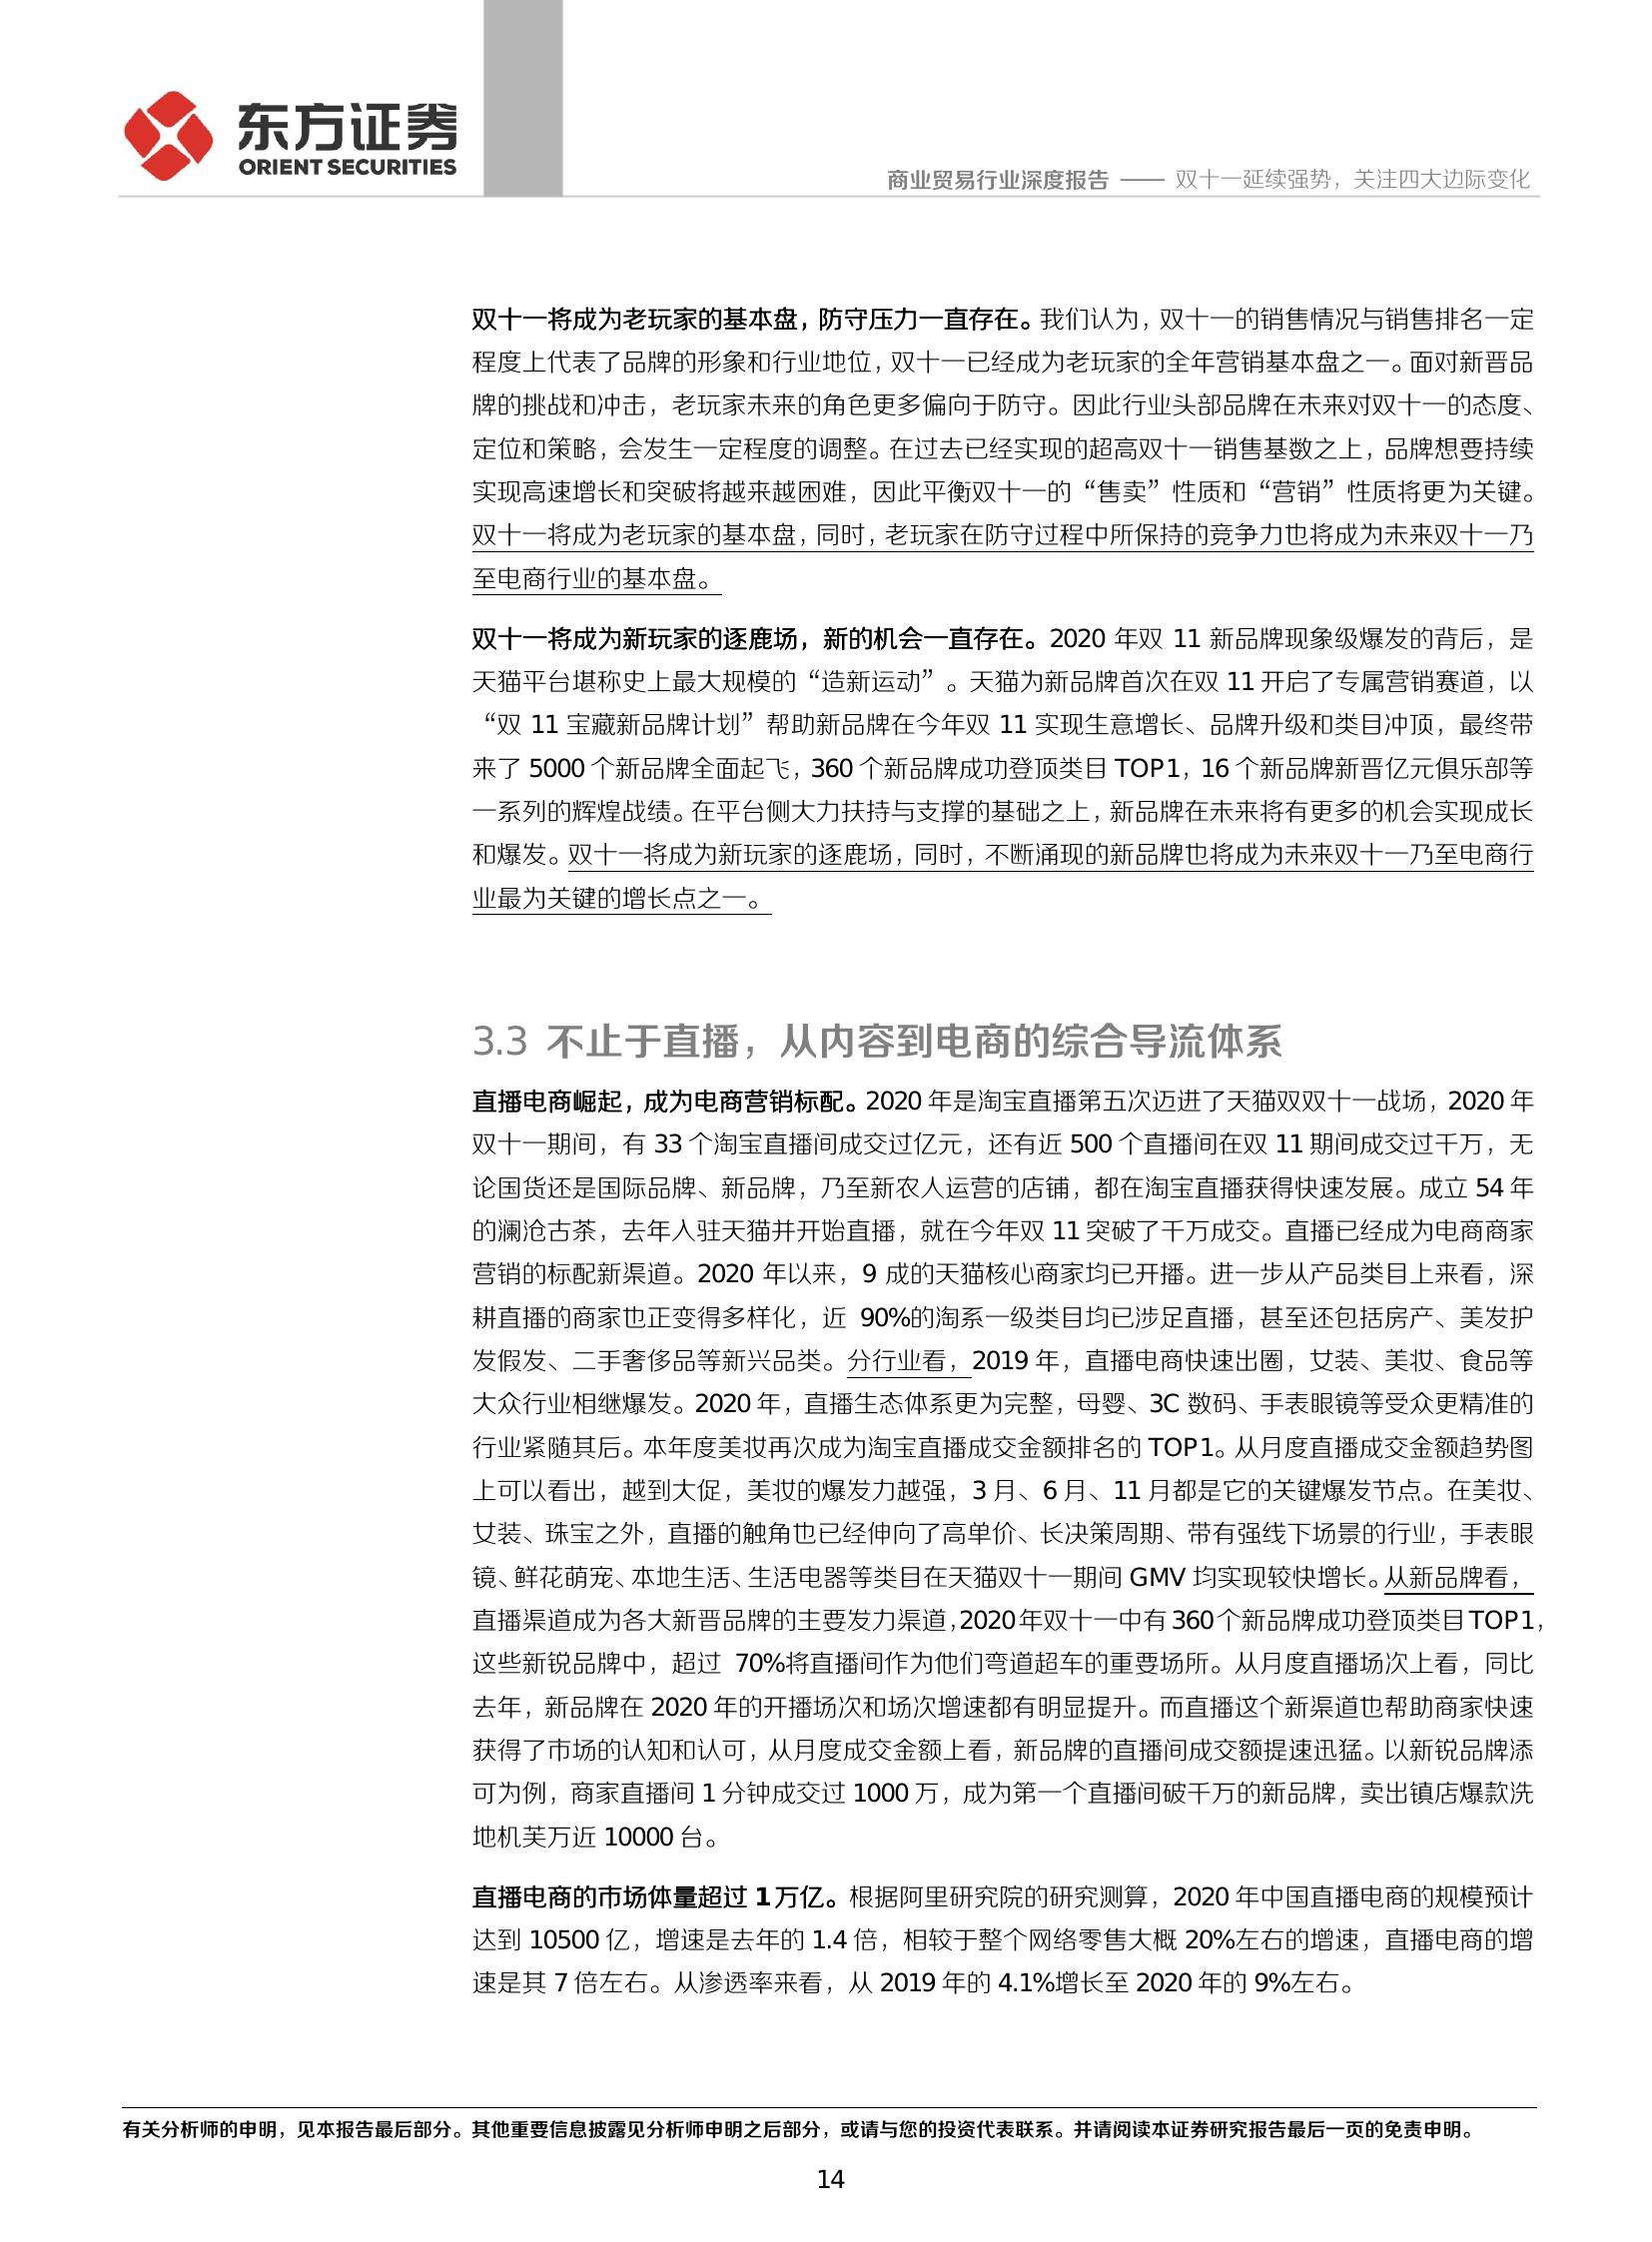 东方证券
ORIENT SECURITIES
商业贸易行业深度报告 —— 双十一延续强势，关注四大边际变化
双十一将成为老玩家的基本盘，防守压力一直存在。我们认为，双十一的销售情况与销售排名一定
程度上代表了品牌的形象和行业地位，双十一已经成为老玩家的全年营销基本盘之一。面对新晋品
牌的挑战和冲击，老玩家未来的角色更多偏向于防守。因此行业头部品牌在未来对双十一的态度、
定位和策略，会发生一定程度的调整。在过去已经实现的超高双十一销售基数之上，品牌想要持续
实现高速增长和突破将越来越困难，因此平衡双十一的“售卖”性质和“营销”性质将更为关键。
双十一将成为老玩家的基本盘，同时，老玩家在防守过程中所保持的竞争力也将成为未来双十一乃
至电商行业的基本盘。
双十一将成为新玩家的逐鹿场，新的机会一直存在。2020 年双 11 新品牌现象级爆发的背后，是
天猫平台堪称史上最大规模的“造新运动”。天猫为新品牌首次在双 11 开启了专属营销赛道，以
“双 11 宝藏新品牌计划”帮助新品牌在今年双 11 实现生意增长、品牌升级和类目冲顶，最终带
来了 5000 个新品牌全面起飞，360 个新品牌成功登顶类目 TOP1，16 个新品牌新晋亿元俱乐部等
一系列的辉煌战绩。在平台侧大力扶持与支撑的基础之上，新品牌在未来将有更多的机会实现成长
和爆发。双十一将成为新玩家的逐鹿场，同时，不断涌现的新品牌也将成为未来双十一乃至电商行
业最为关键的增长点之一。
3.3 不止于直播，从内容到电商的综合导流体系
直播电商崛起，成为电商营销标配。2020 年是淘宝直播第五次迈进了天猫双双十一战场，2020 年
双十一期间，有 33 个淘宝直播间成交过亿元，还有近 500 个直播间在双 11 期间成交过千万，无
论国货还是国际品牌、新品牌，乃至新农人运营的店铺，都在淘宝直播获得快速发展。成立 54 年
的澜沧古茶，去年入驻天猫并开始直播，就在今年双 11 突破了千万成交。直播已经成为电商商家
营销的标配新渠道。2020 年以来，9 成的天猫核心商家均已开播。进一步从产品类目上来看，深
耕直播的商家也正变得多样化，近 90%的淘系一级类目均已涉足直播，甚至还包括房产、美发护
发假发、二手奢侈品等新兴品类。分行业看，2019 年，直播电商快速出圈，女装、美妆、食品等
大众行业相继爆发。2020 年，直播生态体系更为完整，母婴、3C 数码、手表眼镜等受众更精准的
行业紧随其后。本年度美妆再次成为淘宝直播成交金额排名的 TOP1。从月度直播成交金额趋势图
上可以看出，越到大促，美妆的爆发力越强，3 月、6 月、11 月都是它的关键爆发节点。在美妆、
女装、珠宝之外，直播的触角也已经伸向了高单价、长决策周期、带有强线下场景的行业，手表眼
镜、鲜花萌宠、本地生活、生活电器等类目在天猫双十一期间 GMV 均实现较快增长。从新品牌看，
直播渠道成为各大新晋品牌的主要发力渠道，2020 年双十一中有 360 个新品牌成功登顶类目 TOP1，
这些新锐品牌中，超过 70%将直播间作为他们弯道超车的重要场所。从月度直播场次上看，同比
去年，新品牌在 2020 年的开播场次和场次增速都有明显提升。而直播这个新渠道也帮助商家快速
获得了市场的认知和认可，从月度成交金额上看，新品牌的直播间成交额提速迅猛。以新锐品牌添
可为例，商家直播间 1 分钟成交过 1000 万，成为第一个直播间破千万的新品牌，卖出镇店爆款洗
地机芙万近 10000 台。
直播电商的市场体量超过 1 万亿。根据阿里研究院的研究测算，2020 年中国直播电商的规模预计
达到 10500 亿，增速是去年的 1.4 倍，相较于整个网络零售大概 20%左右的增速，直播电商的增
速是其 7 倍左右。从渗透率来看，从 2019 年的 4.1%增长至 2020 年的 9%左右。
有关分析师的申明，见本报告最后部分。其他重要信息披露见分析师申明之后部分，或请与您的投资代表联系。并请阅读本证券研究报告最后一页的免责申明。
14